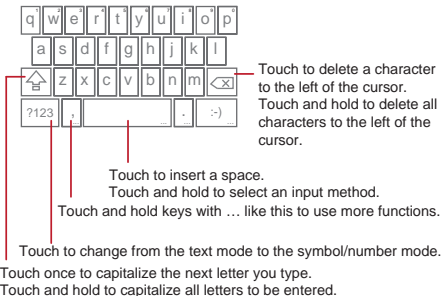 q w e r t y u i o p
a s d f g h j k l
z x c v b n m
?123 , ... ... . ... :-)
Touch to delete a character
to the left of the cursor.
Touch and hold to delete all
characters to the left of the
cursor.
Touch to insert a space.
Touch and hold to select an input method.
Touch and hold keys with … like this to use more functions.
Touch to change from the text mode to the symbol/number mode.
Touch once to capitalize the next letter you type.
Touch and hold to capitalize all letters to be entered.